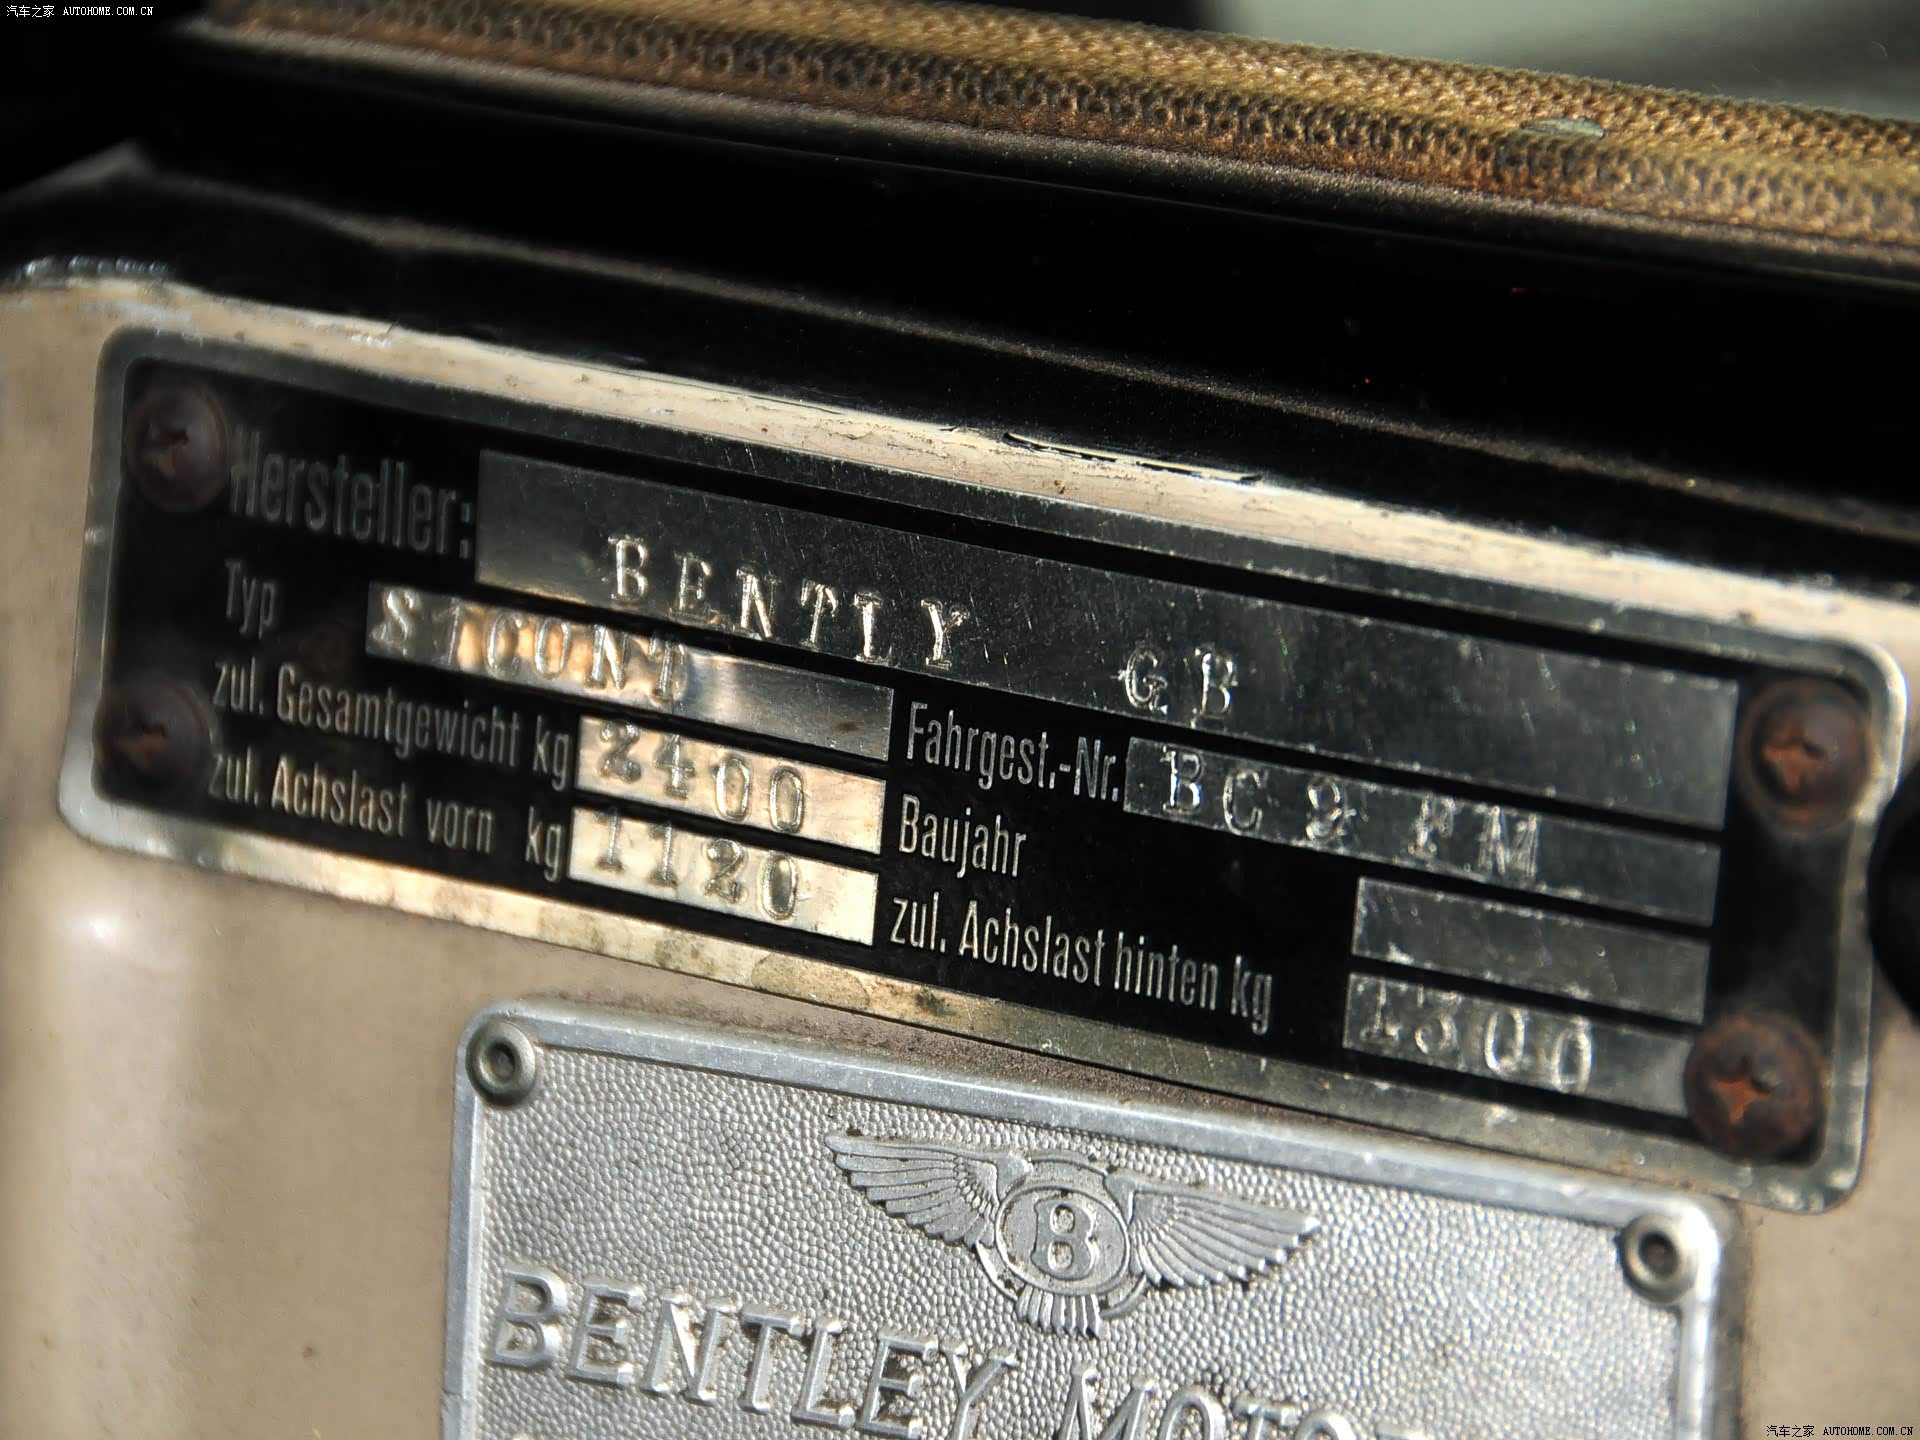 汽车之家 AUTOHOME.COM.CN
Hersteller: BENTLY GB
Typ S1CONT Fahrgest.-Nr. BC 2 FM
zul. Gesamtgewicht kg 2400 Baujahr
zul. Achslast vorn kg 1120 zul. Achslast hinten kg 1300
B
BENTLEY MOTO
汽车之家 AUTOHOME.COM.CN